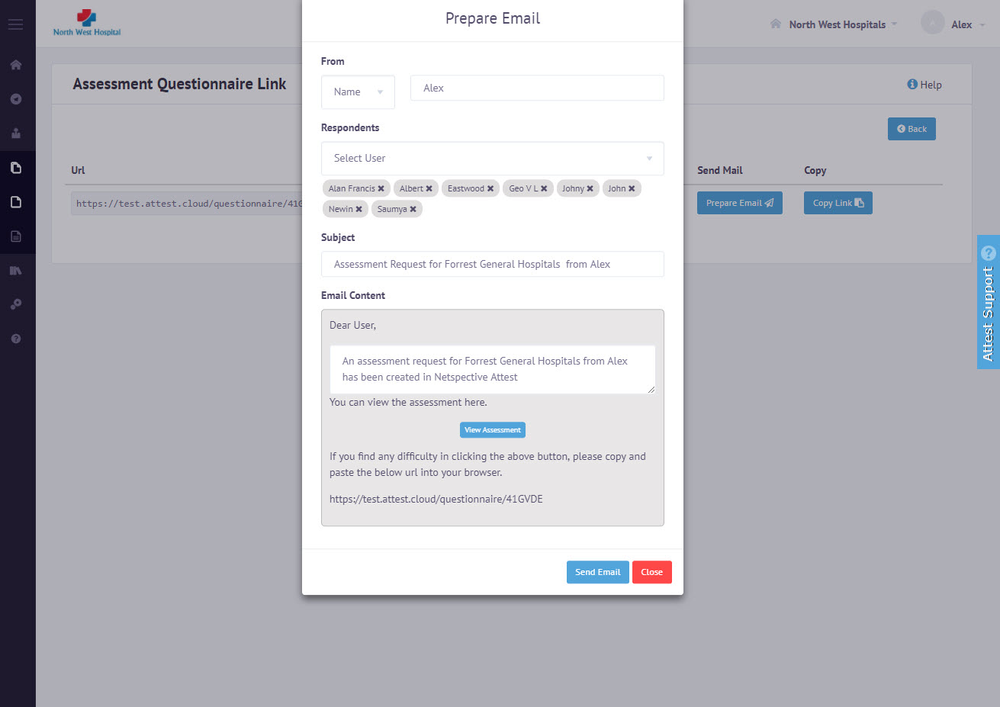 Prepare Email
North West Hospital
North West Hospitals
Alex
Assessment Questionnaire Link
Help
Back
Url
Send Mail
Copy
https://test.attest.cloud/questionnaire/41G
Prepare Email
Copy Link
From
Name
Alex
Respondents
Select User
Alan Francis ✖ Albert ✖ Eastwood ✖ Geo V L ✖ Johny ✖ John ✖
Newin ✖ Saumya ✖
Subject
Assessment Request for Forrest General Hospitals  from Alex
Email Content
Dear User,
An assessment request for Forrest General Hospitals from Alex
has been created in Netspective Attest
You can view the assessment here.
View Assessment
If you find any difficulty in clicking the above button, please copy and
paste the below url into your browser.
https://test.attest.cloud/questionnaire/41GVDE
Send Email
Close
Attest Support